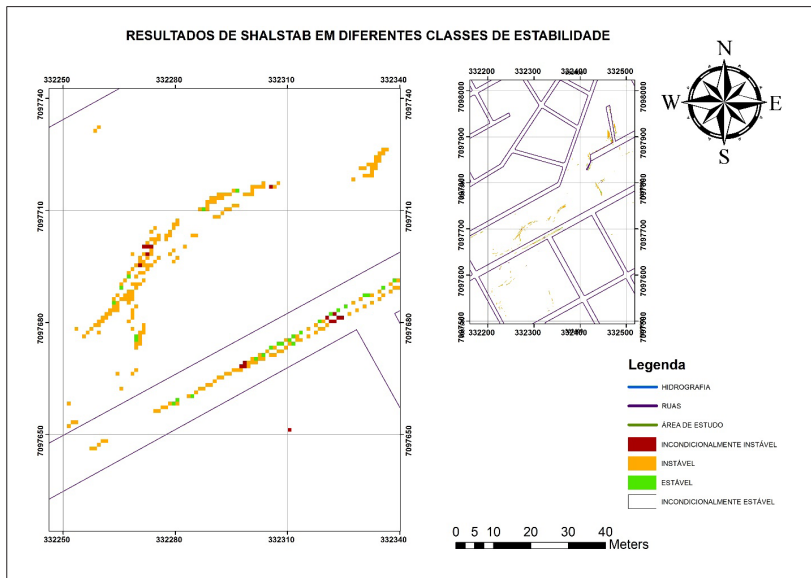 RESULTADOS DE SHALSTAB EM DIFERENTES CLASSES DE ESTABILIDADE
332250 332280 332310 332340
7097740 7097740
7097710 7097710
7097680 7097680
7097650 7097650
332250 332280 332310 332340
332200 332300 332400 332500
7098000 7098000
7097900 7097900
7097800 7097800
7097700 7097700
7097600 7097600
7097500 7097500
332200 332300 332400 332500
N
W E
S
Legenda
HIDROGRAFIA
RUAS
ÁREA DE ESTUDO
INCONDICIONALMENTE INSTÁVEL
INSTÁVEL
ESTÁVEL
INCONDICIONALMENTE ESTÁVEL
0 5 10 20 30 40
Meters